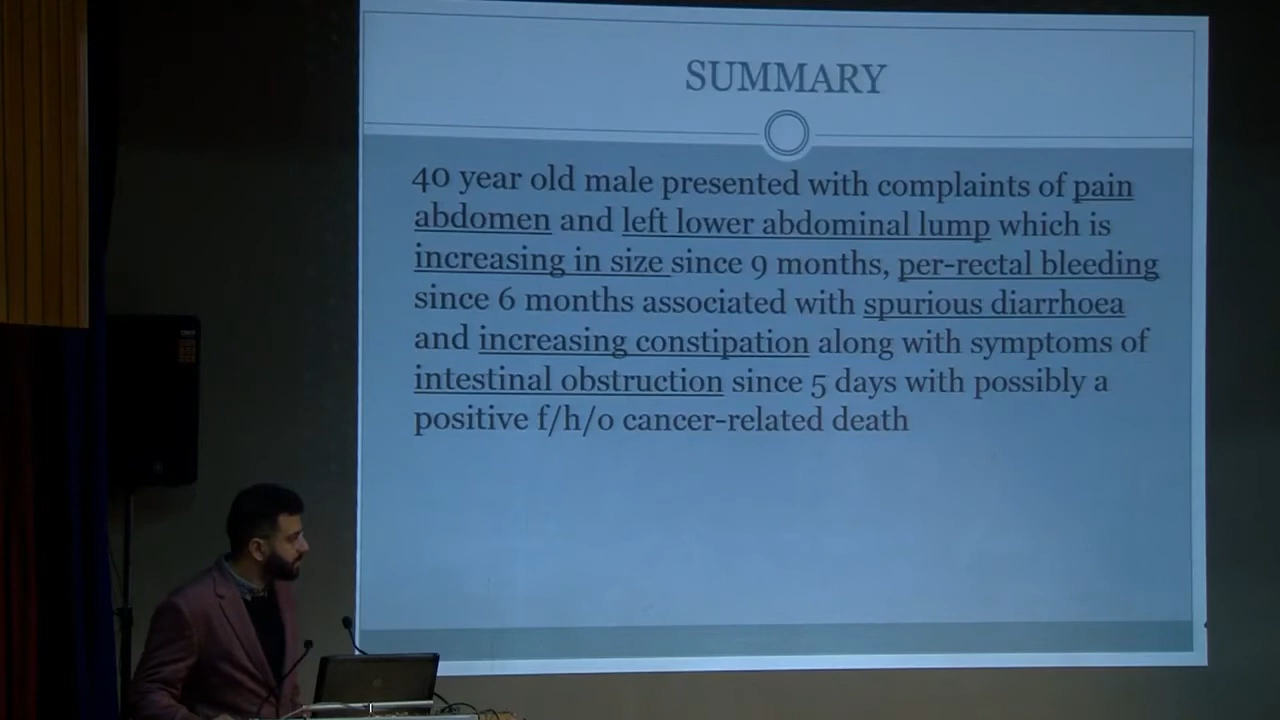 SUMMARY
40 year old male presented with complaints of pain
abdomen and left lower abdominal lump which is
increasing in size since 9 months, per-rectal bleeding
since 6 months associated with spurious diarrhoea
and increasing constipation along with symptoms of
intestinal obstruction since 5 days with possibly a
positive f/h/o cancer-related death